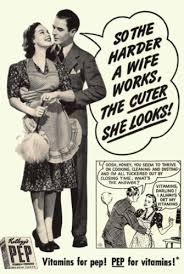 SO THE
HARDER
A WIFE
WORKS,
THE CUTER
SHE LOOKS!
GOSH, HONEY, YOU SEEM TO THRIVE
ON COOKING, CLEANING AND DUSTING
AND I'M ALL TUCKERED OUT BY
CLOSING TIME. WHAT'S
THE ANSWER?
VITAMINS,
DARLING!
I ALWAYS
GET MY
VITAMINS
Kellogg's
PEP
Vitamins for pep! PEP for vitamins!*